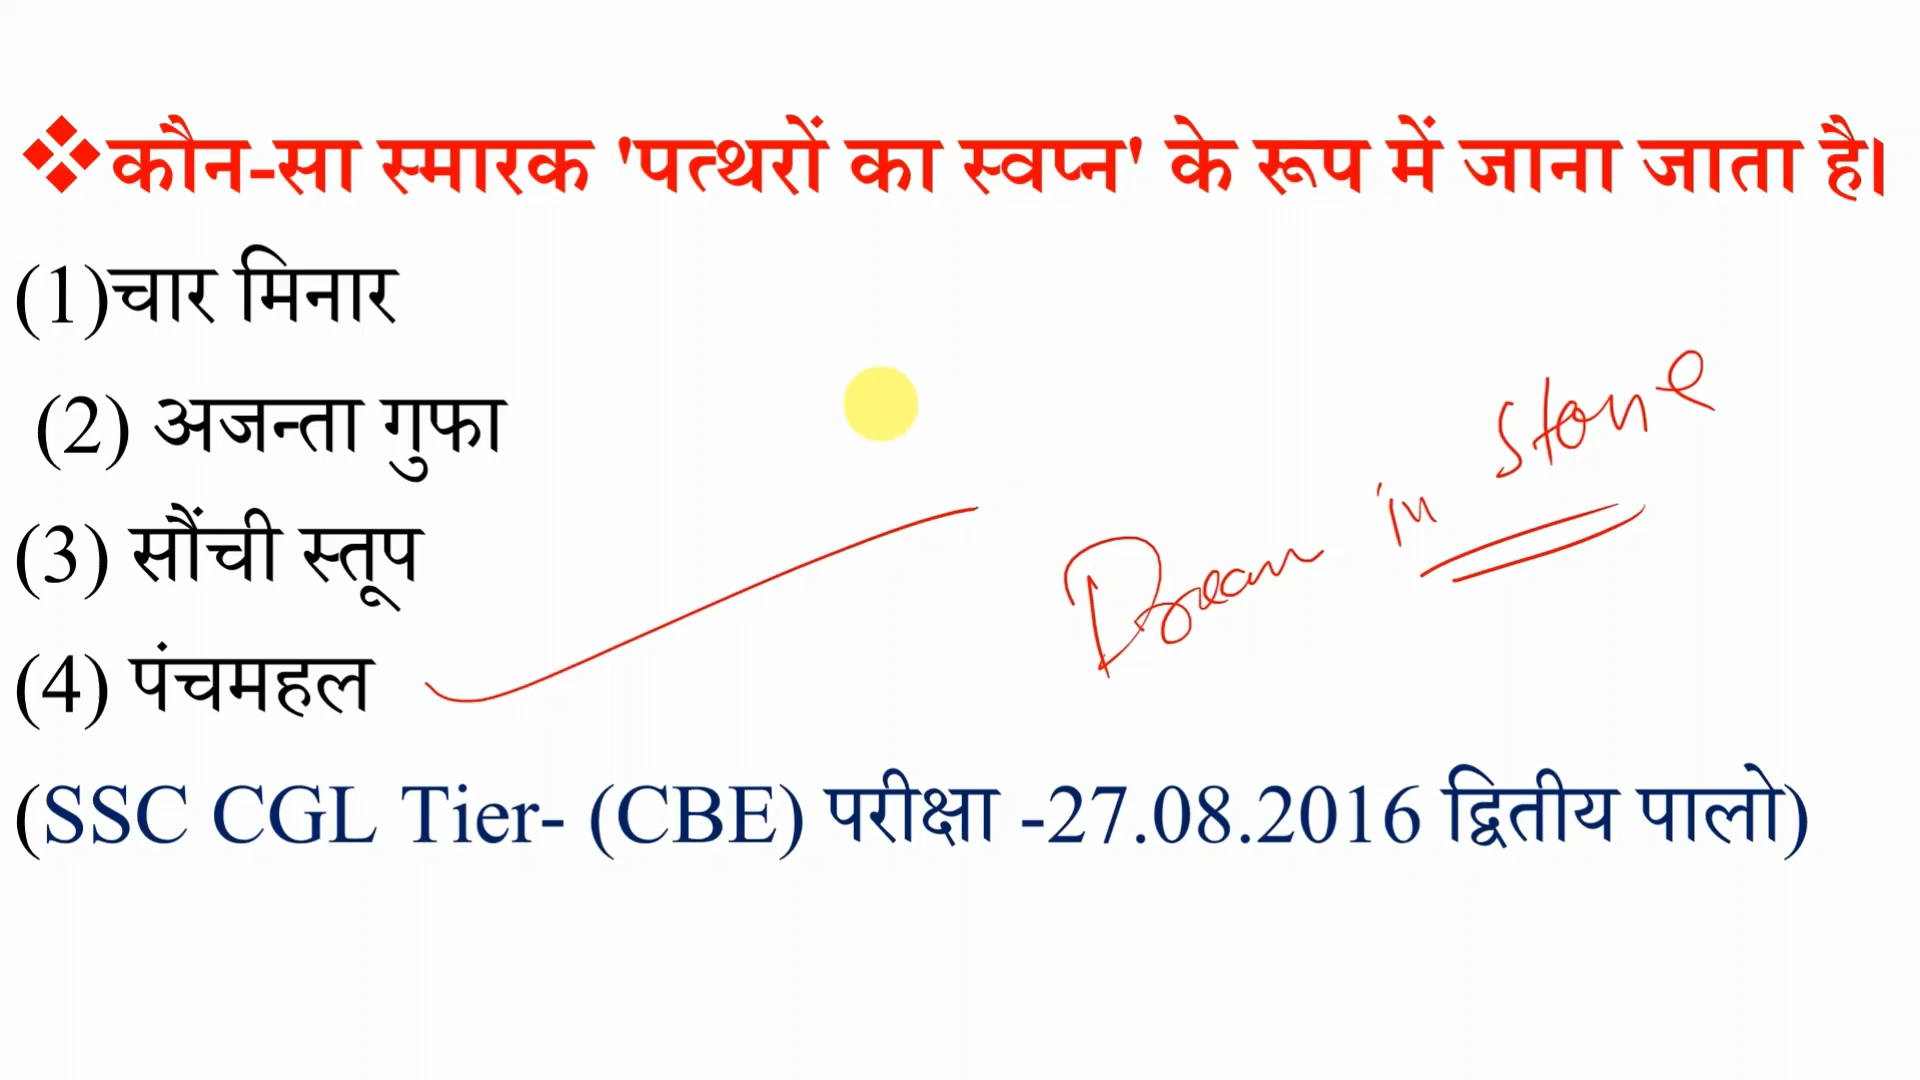 ❖कौन-सा स्मारक 'पत्थरों का स्वप्न' के रूप में जाना जाता है।
(1)चार मिनार
(2) अजन्ता गुफा
(3) सौंची स्तूप
(4) पंचमहल
Dream in stone
(SSC CGL Tier- (CBE) परीक्षा -27.08.2016 द्वितीय पालो)